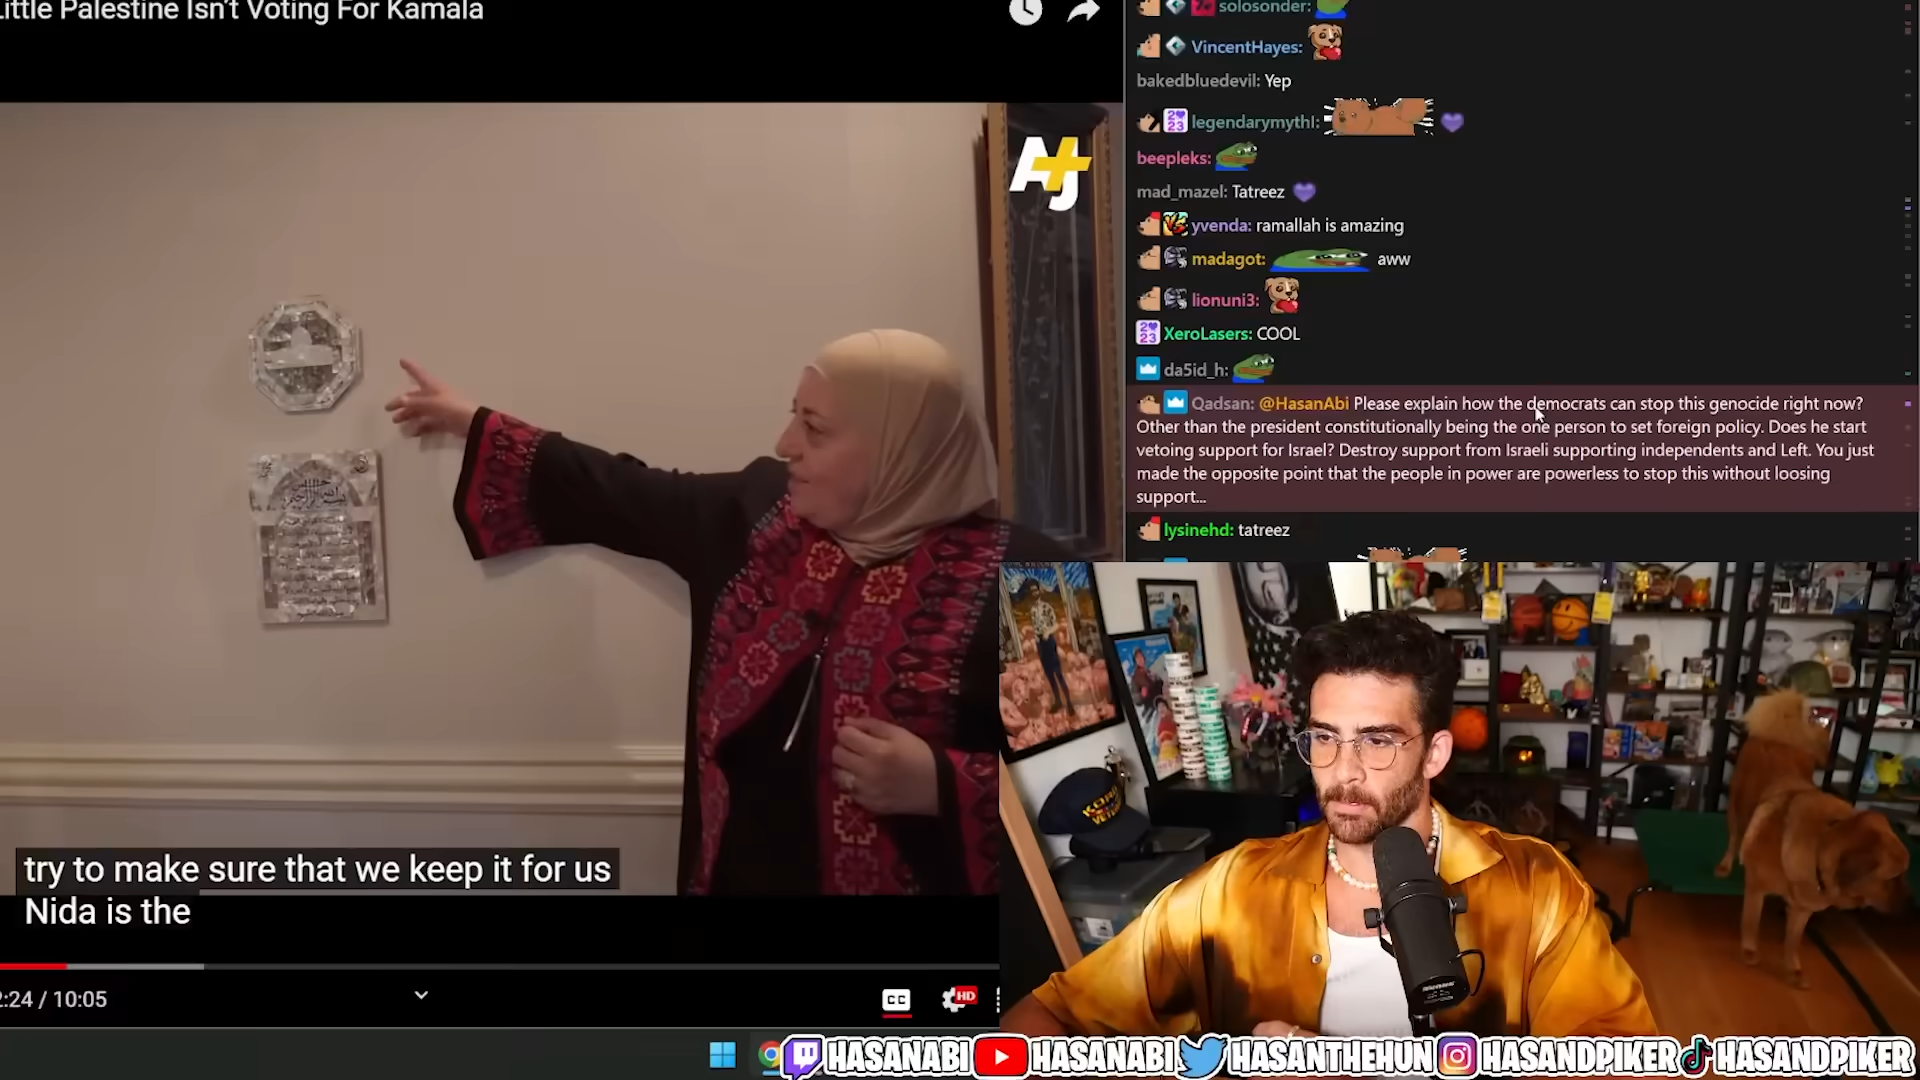 Little Palestine Isn't Voting For Kamala
solosonder:
VincentHayes:
bakedbluedevil: Yep
legendarymythl:
beepleks:
mad_mazel: Tatreez
yvenda: ramallah is amazing
madagot: aww
lionuni3:
XeroLasers: COOL
da5id_h:
Qadsan: @HasanAbi Please explain how the democrats can stop this genocide right now?
Other than the president constitutionally being the one person to set foreign policy. Does he start
vetoing support for Israel? Destroy support from Israeli supporting independents and Left. You just
made the opposite point that the people in power are powerless to stop this without loosing
support...
lysinehd: tatreez
try to make sure that we keep it for us
Nida is the
2:24 / 10:05
CC
HD
HASANABI HASANABI HASANTHEHUN HASANDPIKER HASANDPIKER